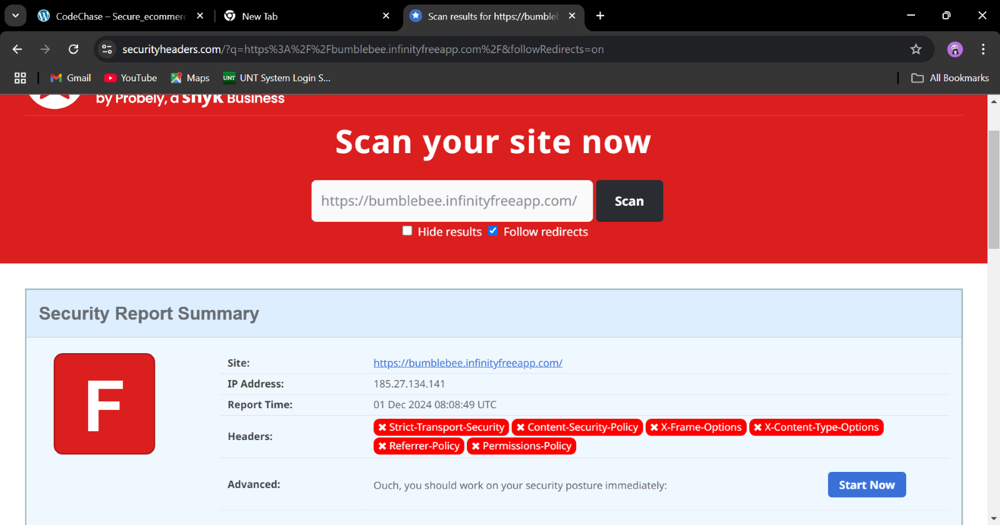 CodeChase – Secure_ecommerc
New Tab
Scan results for https://bumble
securityheaders.com/?q=https%3A%2F%2Fbumblebee.infinityfreeapp.com%2F&followRedirects=on
Gmail
YouTube
Maps
UNT
UNT System Login S...
All Bookmarks
by Probely, a snyk Business
Scan your site now
https://bumblebee.infinityfreeapp.com/
Scan
Hide results
Follow redirects
Security Report Summary
F
Site:
https://bumblebee.infinityfreeapp.com/
IP Address:
185.27.134.141
Report Time:
01 Dec 2024 08:08:49 UTC
Headers:
Strict-Transport-Security
Content-Security-Policy
X-Frame-Options
X-Content-Type-Options
Referrer-Policy
Permissions-Policy
Advanced:
Ouch, you should work on your security posture immediately:
Start Now